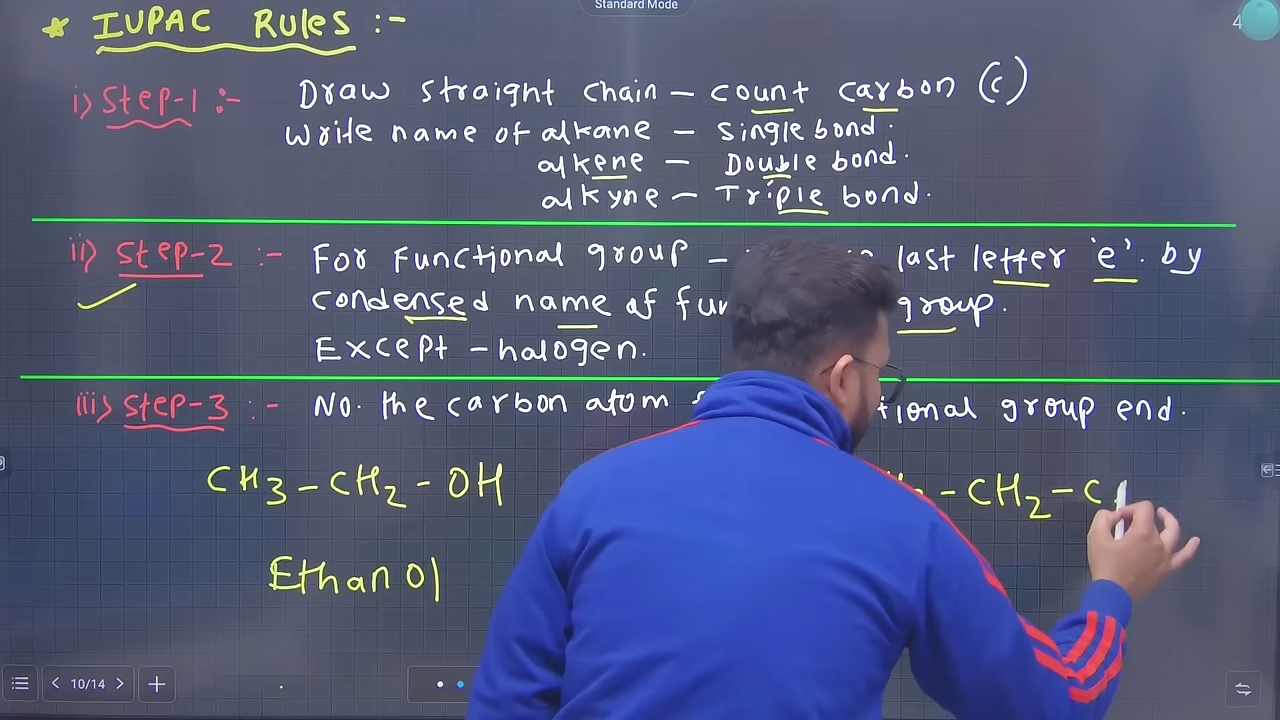 Standard Mode
4
* IUPAC Rules :-
i) Step-1 :- Draw straight chain – count carbon (c)
Write name of alkane – single bond.
alkene – Double bond.
alkyne – Triple bond.
ii) step-2 :- For Functional group – last letter 'e'. by
condensed name of group.
Except – halogen.
iii) step-3 :- No. the carbon atom group end.
CH3 – CH2 – OH – CH2 – C
Ethanol
10/14